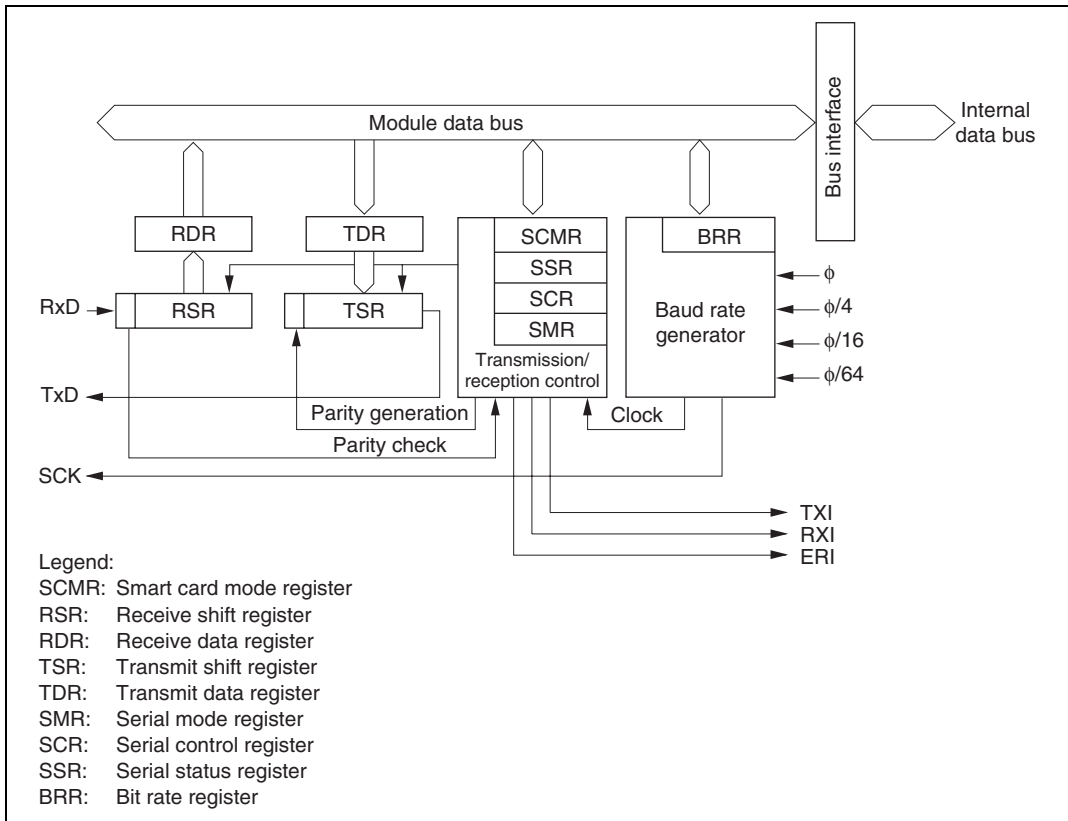 Module data bus
Bus interface
Internal
data bus
RDR
TDR
SCMR
BRR
SSR
SCR
SMR
RxD
RSR
TSR
Transmission/
reception control
Baud rate
generator
ϕ
ϕ/4
ϕ/16
ϕ/64
TxD
Parity generation
Clock
Parity check
SCK
TXI
RXI
ERI
Legend:
SCMR: Smart card mode register
RSR: Receive shift register
RDR: Receive data register
TSR: Transmit shift register
TDR: Transmit data register
SMR: Serial mode register
SCR: Serial control register
SSR: Serial status register
BRR: Bit rate register